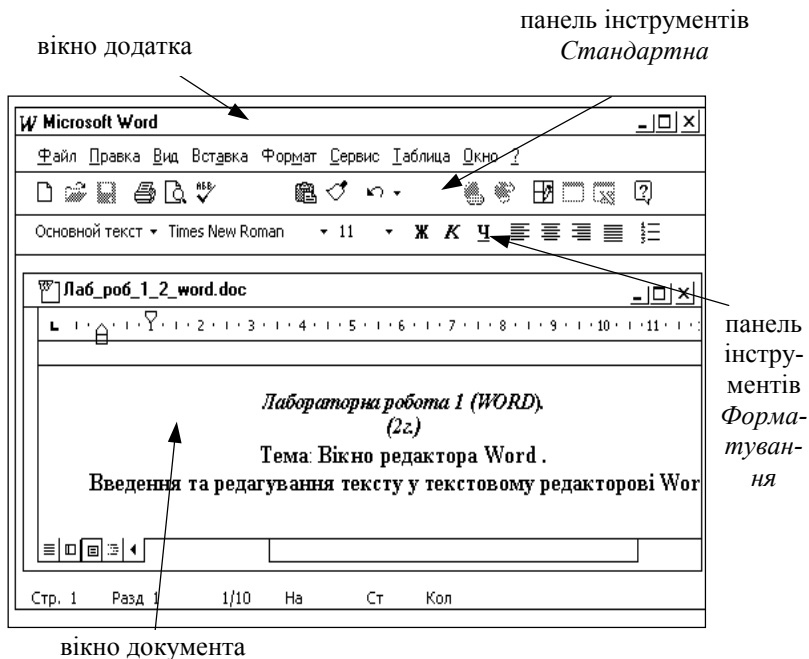 панель інструментів
Стандартна
вікно додатка
Microsoft Word
Файл Правка Вид Вставка Формат Сервис Таблица Окно ?
Основной текст Times New Roman 11 Ж К Ч
Лаб_роб_1_2_word.doc
1 2 3 4 5 6 7 8 9 10 11
панель
інстру-
ментів
Форма-
туван-
ня
Лабораторна робота 1 (WORD).
(2г.)
Тема: Вікно редактора Word .
Введення та редагування тексту у текстовому редакторові Wor
Стр. 1 Разд 1 1/10 На Ст Кол
вікно документа